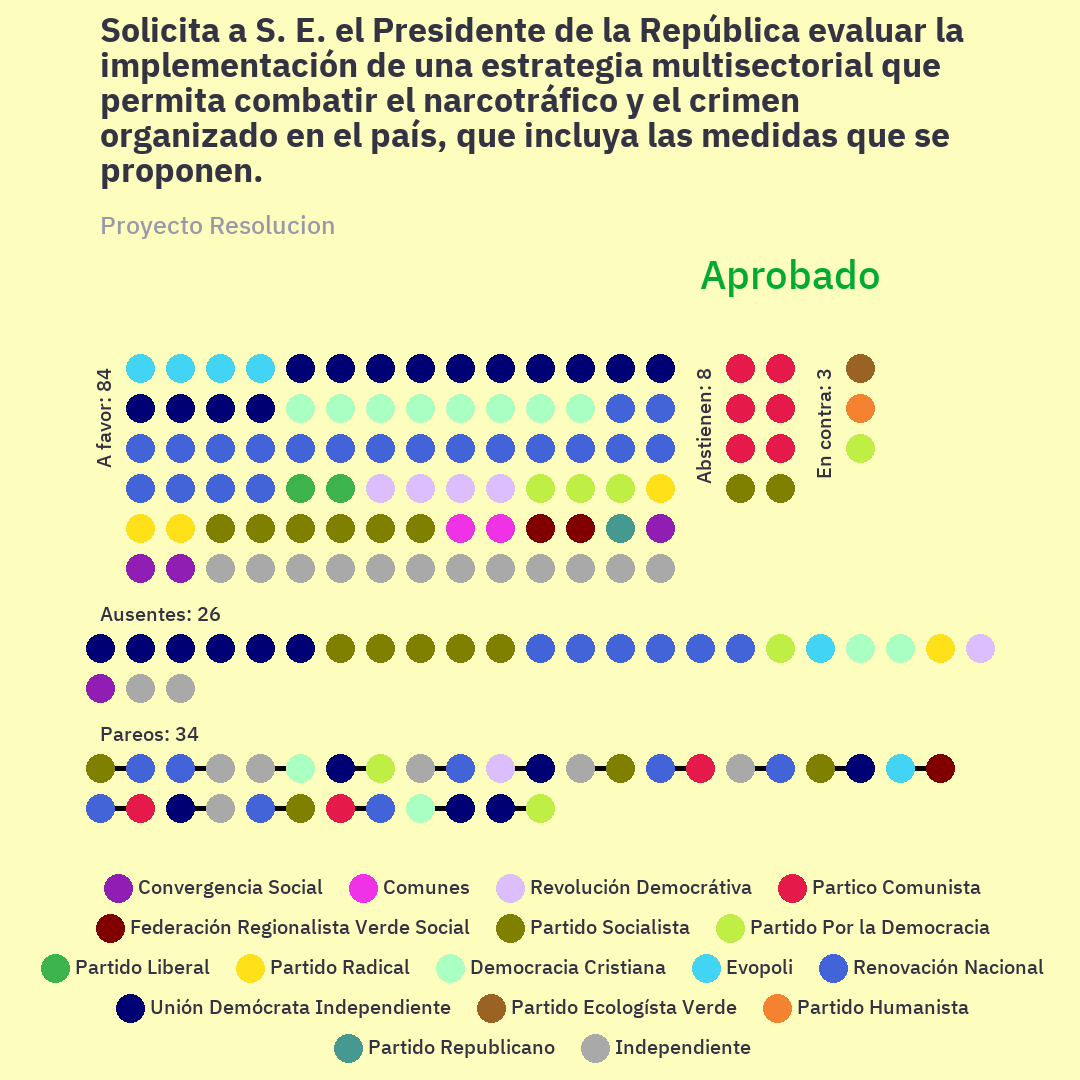 Solicita a S. E. el Presidente de la República evaluar la
implementación de una estrategia multisectorial que
permita combatir el narcotráfico y el crimen
organizado en el país, que incluya las medidas que se
proponen.
Proyecto Resolucion
Aprobado
A favor: 84
Abstienen: 8
En contra: 3
Ausentes: 26
Pareos: 34
Convergencia Social Comunes Revolución Democrátiva Partico Comunista
Federación Regionalista Verde Social Partido Socialista Partido Por la Democracia
Partido Liberal Partido Radical Democracia Cristiana Evopoli Renovación Nacional
Unión Demócrata Independiente Partido Ecologísta Verde Partido Humanista
Partido Republicano Independiente